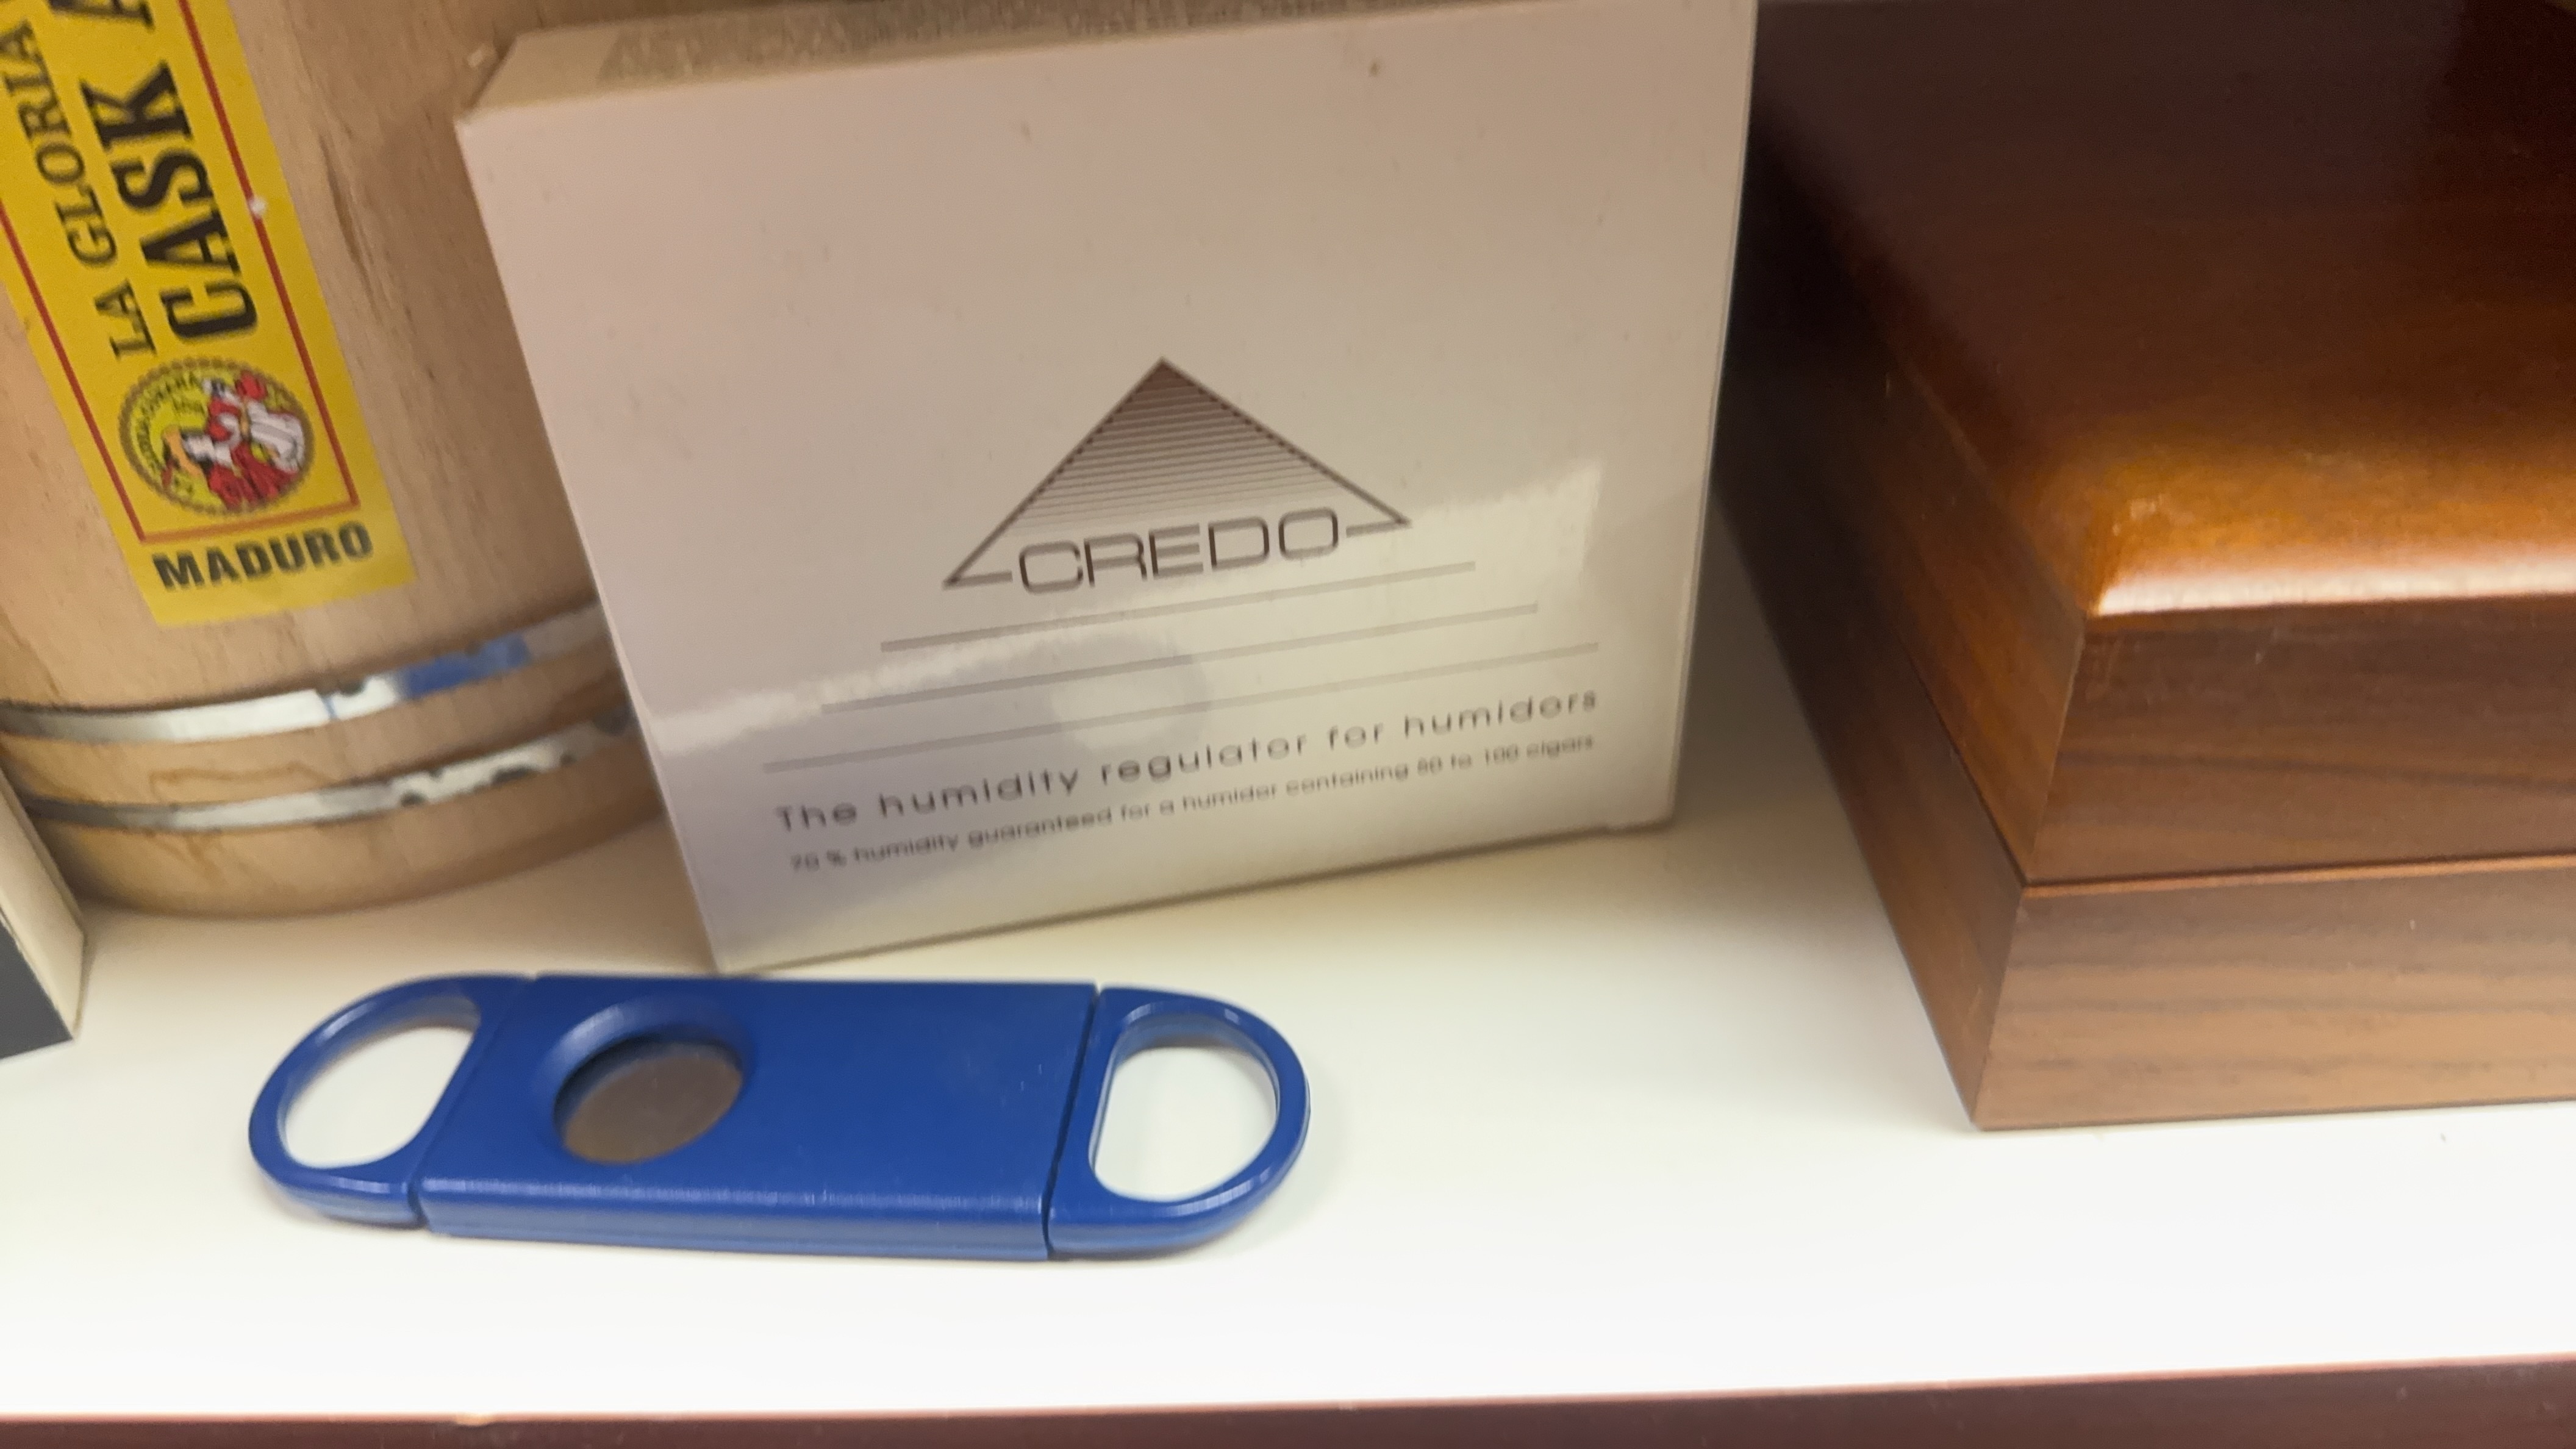 LA GLORIA
CASK
MADURO
CREDO
The humidity regulator for humidors
70 % humidity guaranteed for a humidor containing 80 to 100 cigars